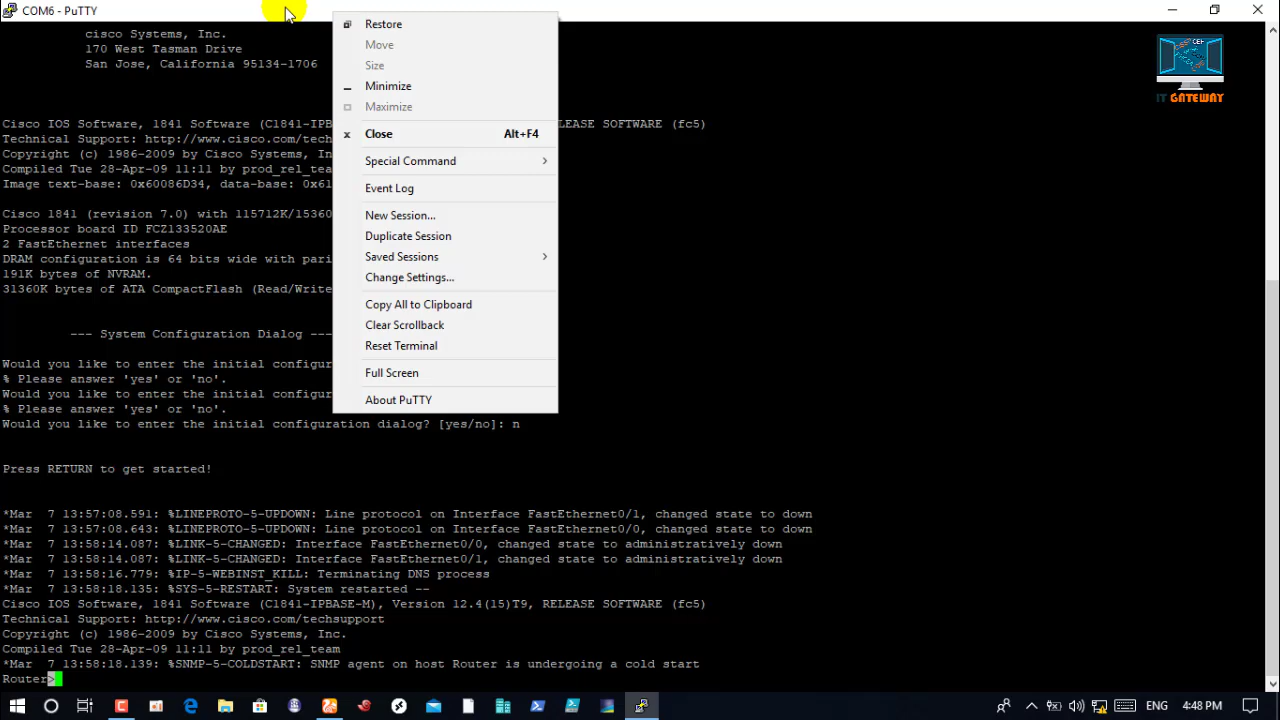 COM6 - PuTTY
cisco Systems, Inc.
170 West Tasman Drive
San Jose, California 95134-1706
CEF
IT GATEWAY
Restore
Move
Size
Minimize
Maximize
Close Alt+F4
Special Command
Event Log
New Session...
Duplicate Session
Saved Sessions
Change Settings...
Copy All to Clipboard
Clear Scrollback
Reset Terminal
Full Screen
About PuTTY
Cisco IOS Software, 1841 Software (C1841-IPB LEASE SOFTWARE (fc5)
Technical Support: http://www.cisco.com/tech
Copyright (c) 1986-2009 by Cisco Systems, In
Compiled Tue 28-Apr-09 11:11 by prod_rel_tea
Image text-base: 0x60086D34, data-base: 0x61
Cisco 1841 (revision 7.0) with 115712K/15360
Processor board ID FCZ133520AE
2 FastEthernet interfaces
DRAM configuration is 64 bits wide with pari
191K bytes of NVRAM.
31360K bytes of ATA CompactFlash (Read/Write
--- System Configuration Dialog ---
Would you like to enter the initial configur
% Please answer 'yes' or 'no'.
Would you like to enter the initial configur
% Please answer 'yes' or 'no'.
Would you like to enter the initial configuration dialog? [yes/no]: n
Press RETURN to get started!
*Mar  7 13:57:08.591: %LINEPROTO-5-UPDOWN: Line protocol on Interface FastEthernet0/1, changed state to down
*Mar  7 13:57:08.643: %LINEPROTO-5-UPDOWN: Line protocol on Interface FastEthernet0/0, changed state to down
*Mar  7 13:58:14.087: %LINK-5-CHANGED: Interface FastEthernet0/0, changed state to administratively down
*Mar  7 13:58:14.087: %LINK-5-CHANGED: Interface FastEthernet0/1, changed state to administratively down
*Mar  7 13:58:16.779: %IP-5-WEBINST_KILL: Terminating DNS process
*Mar  7 13:58:18.135: %SYS-5-RESTART: System restarted --
Cisco IOS Software, 1841 Software (C1841-IPBASE-M), Version 12.4(15)T9, RELEASE SOFTWARE (fc5)
Technical Support: http://www.cisco.com/techsupport
Copyright (c) 1986-2009 by Cisco Systems, Inc.
Compiled Tue 28-Apr-09 11:11 by prod_rel_team
*Mar  7 13:58:18.139: %SNMP-5-COLDSTART: SNMP agent on host Router is undergoing a cold start
Router>
ENG 4:48 PM